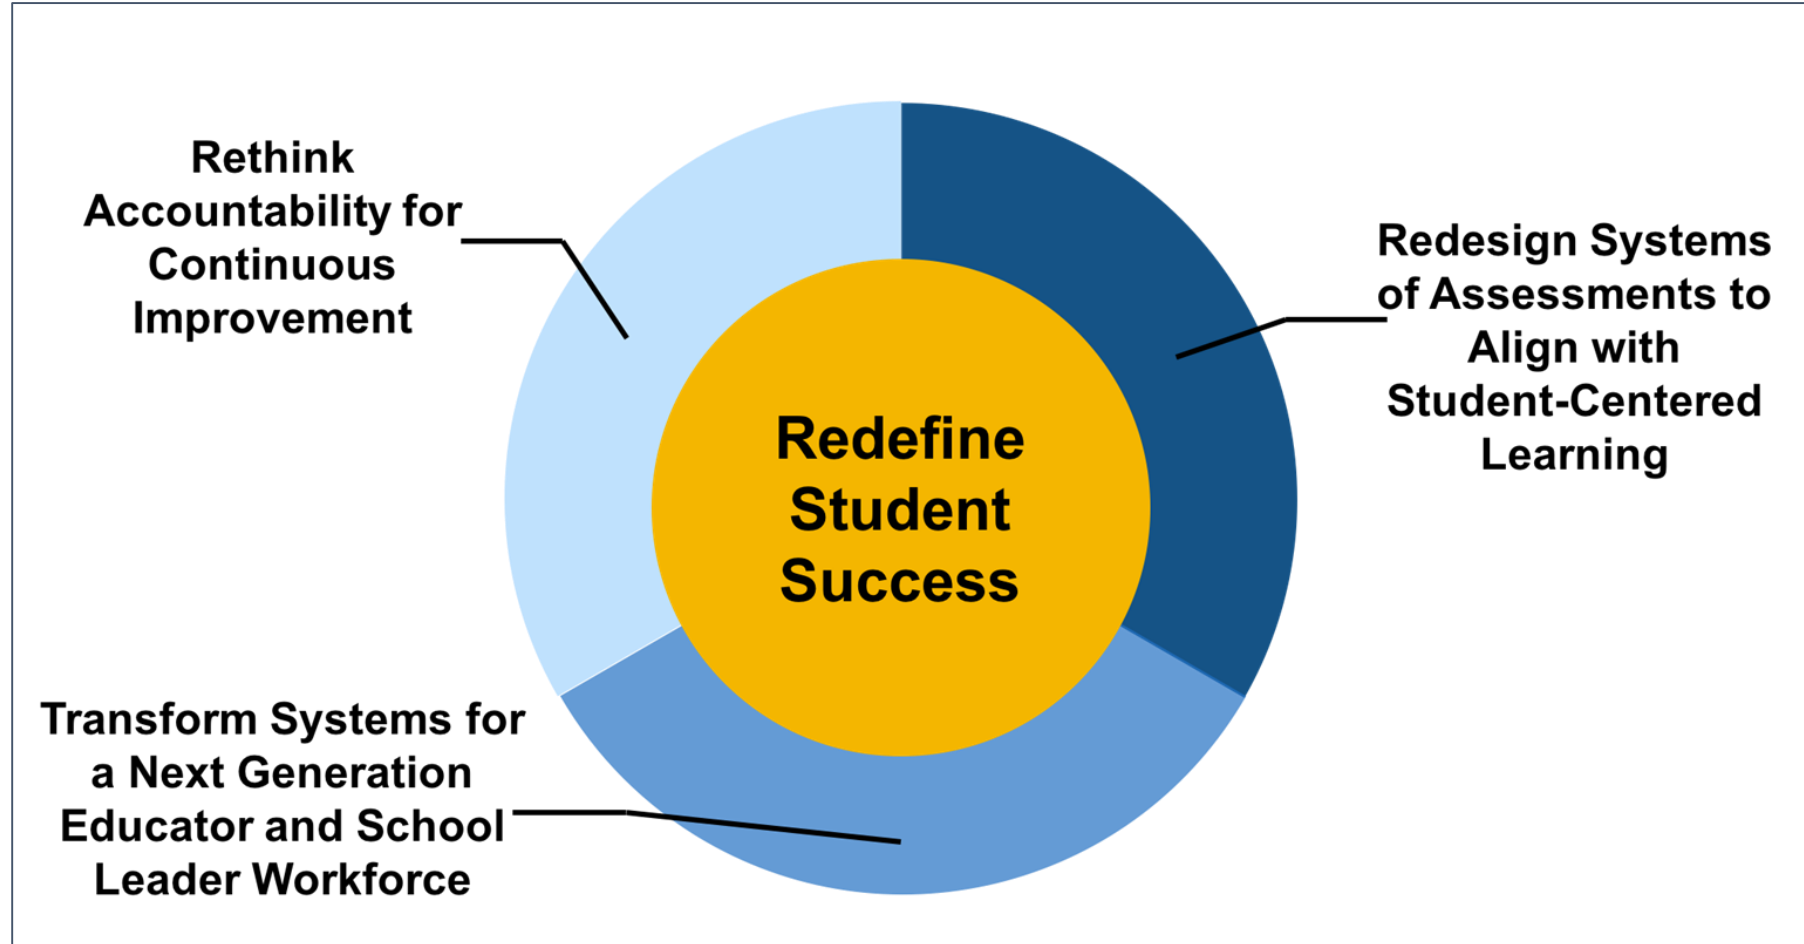 Rethink
Accountability for
Continuous
Improvement
Redesign Systems
of Assessments to
Align with
Student-Centered
Learning
Redefine
Student
Success
Transform Systems for
a Next Generation
Educator and School
Leader Workforce